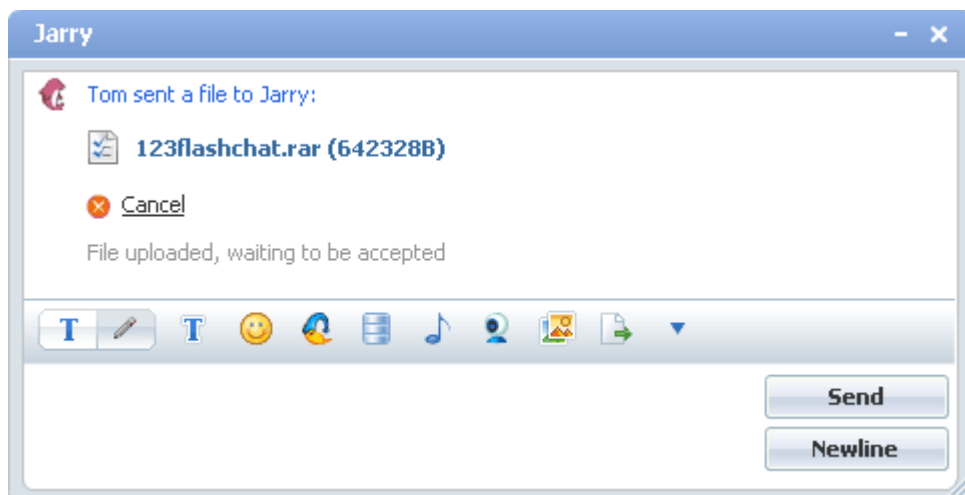 Jarry
Tom sent a file to Jarry:
123flashchat.rar (642328B)
Cancel
File uploaded, waiting to be accepted
T T
Send
Newline